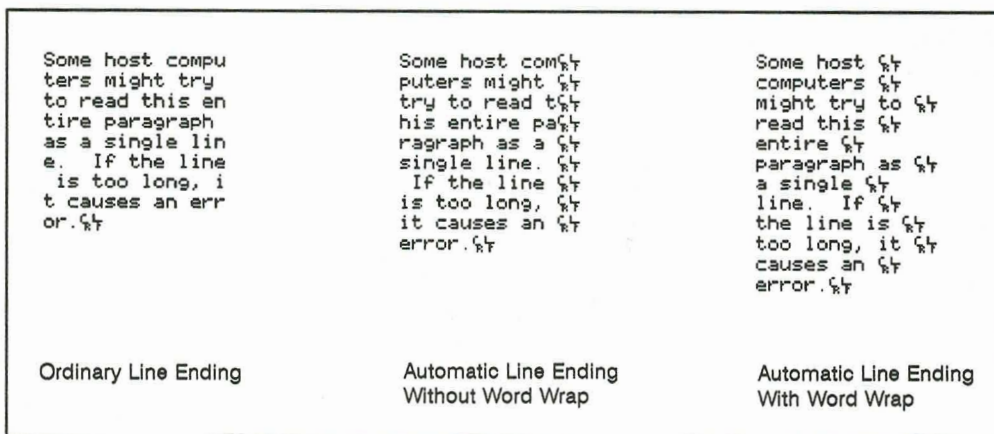 Some host compu
ters might try
to read this en
tire paragraph
as a single lin
e.  If the line
 is too long, i
t causes an err
or.␍␊
Ordinary Line Ending
Some host com␍␊
puters might ␍␊
try to read t␍␊
his entire pa␍␊
ragraph as a ␍␊
single line. ␍␊
 If the line ␍␊
is too long, ␍␊
it causes an ␍␊
error.␍␊
Automatic Line Ending
Without Word Wrap
Some host ␍␊
computers ␍␊
might try to ␍␊
read this ␍␊
entire ␍␊
paragraph as ␍␊
a single ␍␊
line.  If ␍␊
the line is ␍␊
too long, it ␍␊
causes an ␍␊
error.␍␊
Automatic Line Ending
With Word Wrap